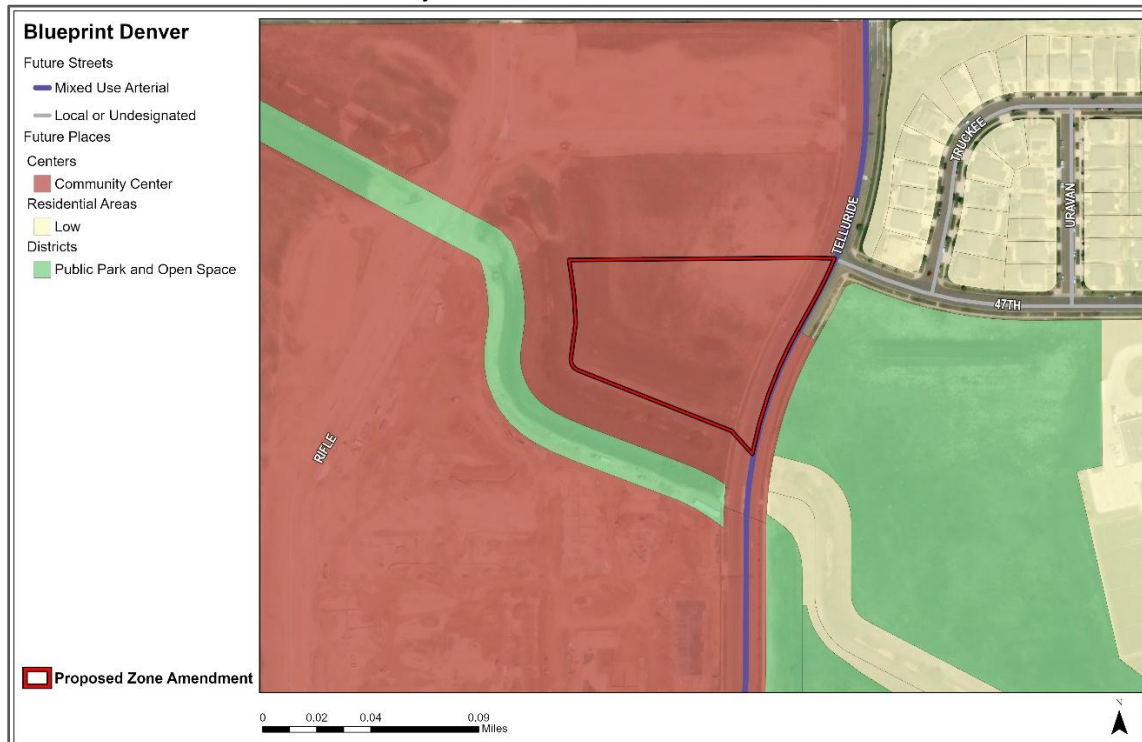 Blueprint Denver
Future Streets
Mixed Use Arterial
Local or Undesignated
Future Places
Centers
Community Center
Residential Areas
Low
Districts
Public Park and Open Space
TELLURIDE
TRUCKEE
URAVAN
47TH
RIFLE
Proposed Zone Amendment
0 0.02 0.04 0.09
Miles
N